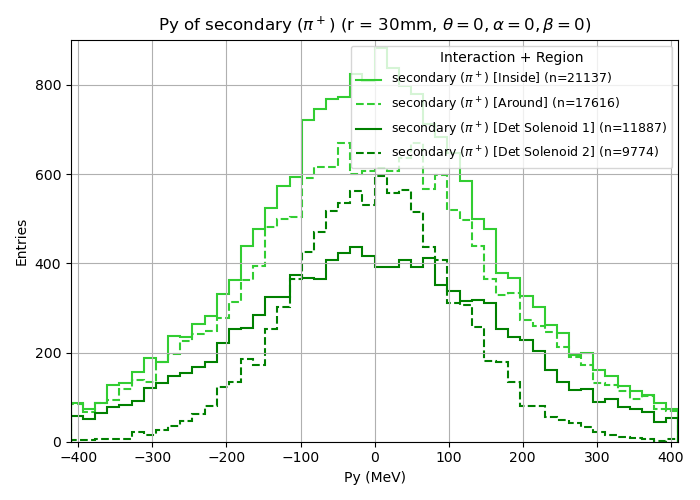 Py of secondary (π⁺) (r = 30mm, θ = 0, α = 0, β = 0)
Interaction + Region
secondary (π⁺) [Inside] (n=21137)
secondary (π⁺) [Around] (n=17616)
secondary (π⁺) [Det Solenoid 1] (n=11887)
secondary (π⁺) [Det Solenoid 2] (n=9774)
Entries
800
600
400
200
0
−400 −300 −200 −100 0 100 200 300 400
Py (MeV)